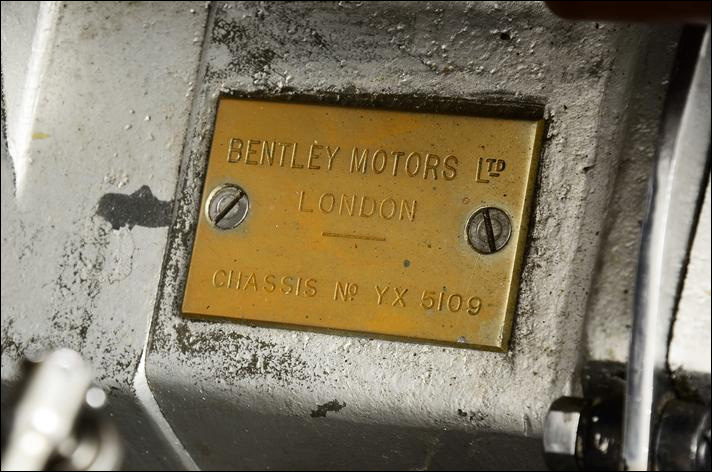 BENTLEY MOTORS LTD
LONDON
CHASSIS No YX 5109